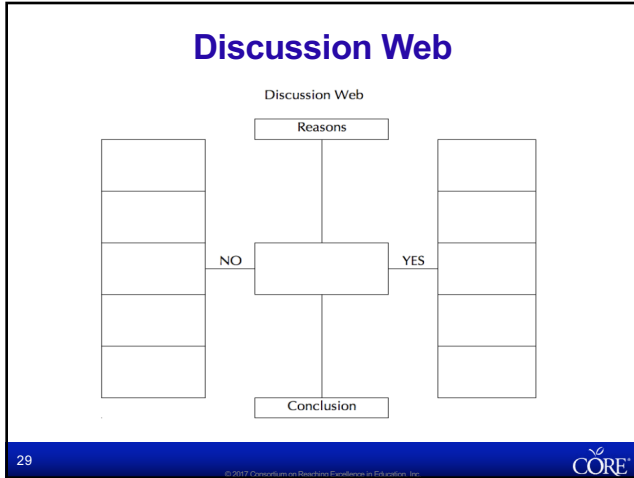 Discussion Web
Discussion Web
Reasons
NO
YES
Conclusion
29
© 2017 Consortium on Reaching Excellence in Education, Inc.
CORE